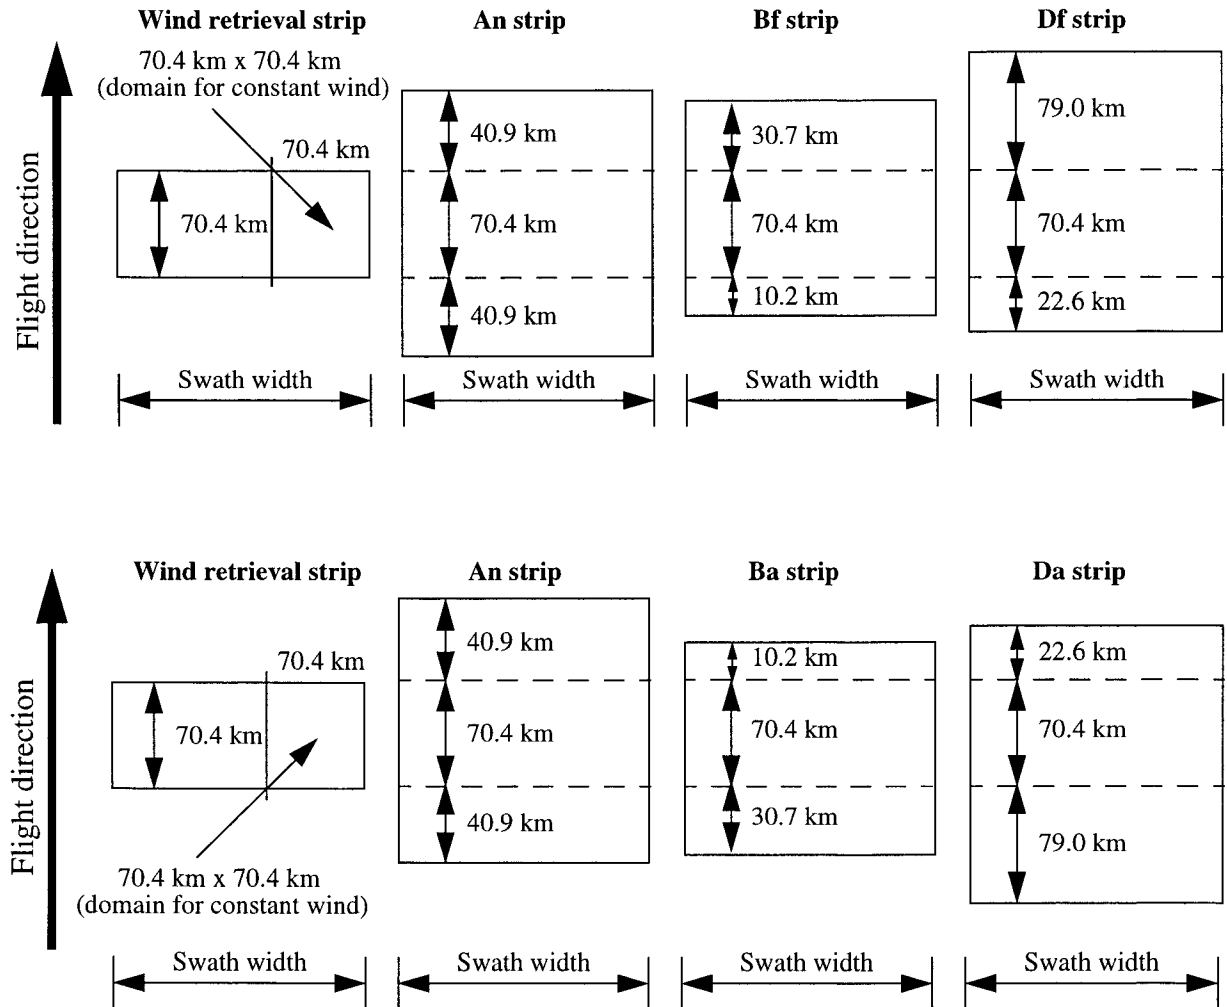 Wind retrieval strip
An strip
Bf strip
Df strip
70.4 km x 70.4 km
(domain for constant wind)
70.4 km
70.4 km
40.9 km
70.4 km
40.9 km
30.7 km
70.4 km
10.2 km
79.0 km
70.4 km
22.6 km
Flight direction
Swath width
Swath width
Swath width
Swath width
Wind retrieval strip
An strip
Ba strip
Da strip
70.4 km
70.4 km
70.4 km x 70.4 km
(domain for constant wind)
40.9 km
70.4 km
40.9 km
10.2 km
70.4 km
30.7 km
22.6 km
70.4 km
79.0 km
Flight direction
Swath width
Swath width
Swath width
Swath width